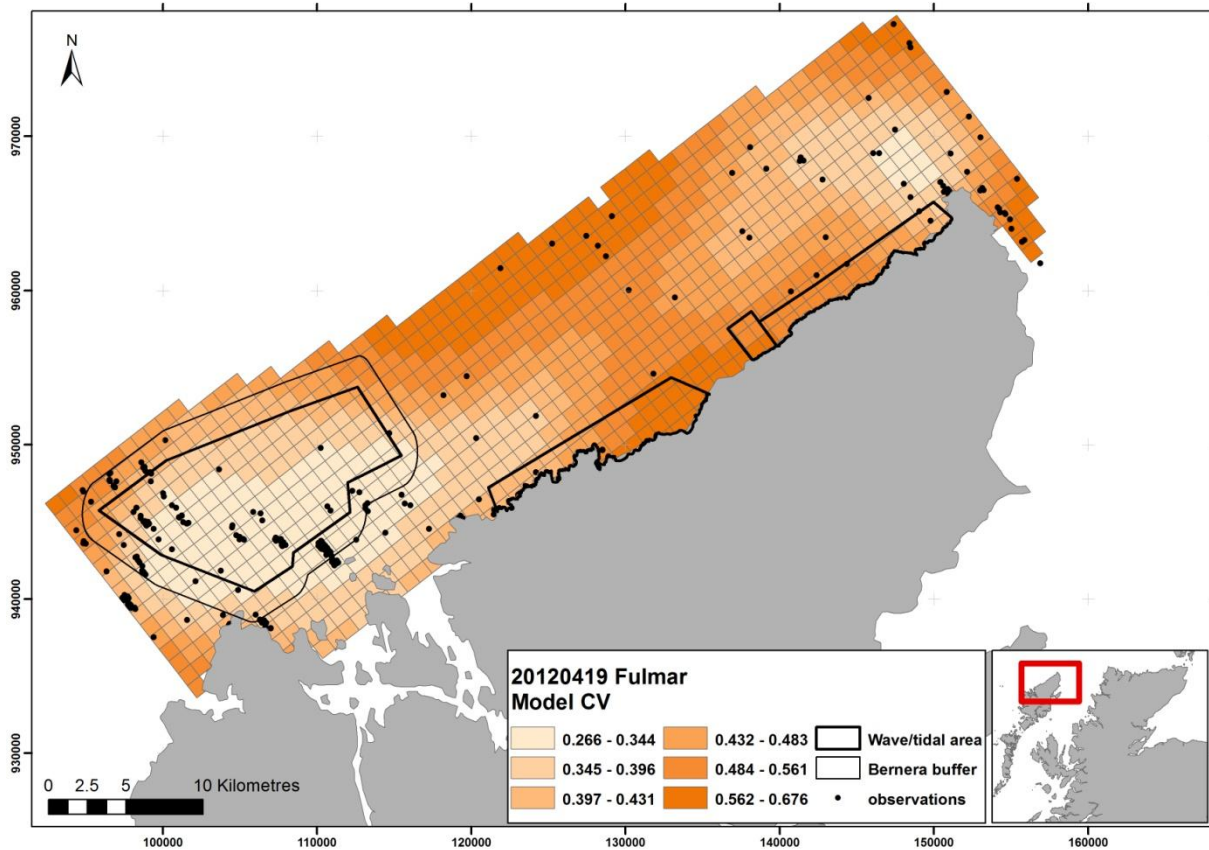 N
970000
960000
950000
940000
930000
20120419 Fulmar
Model CV
0.266 - 0.344
0.345 - 0.396
0.397 - 0.431
0.432 - 0.483
0.484 - 0.561
0.562 - 0.676
Wave/tidal area
Bernera buffer
observations
0 2.5 5 10 Kilometres
100000 110000 120000 130000 140000 150000 160000